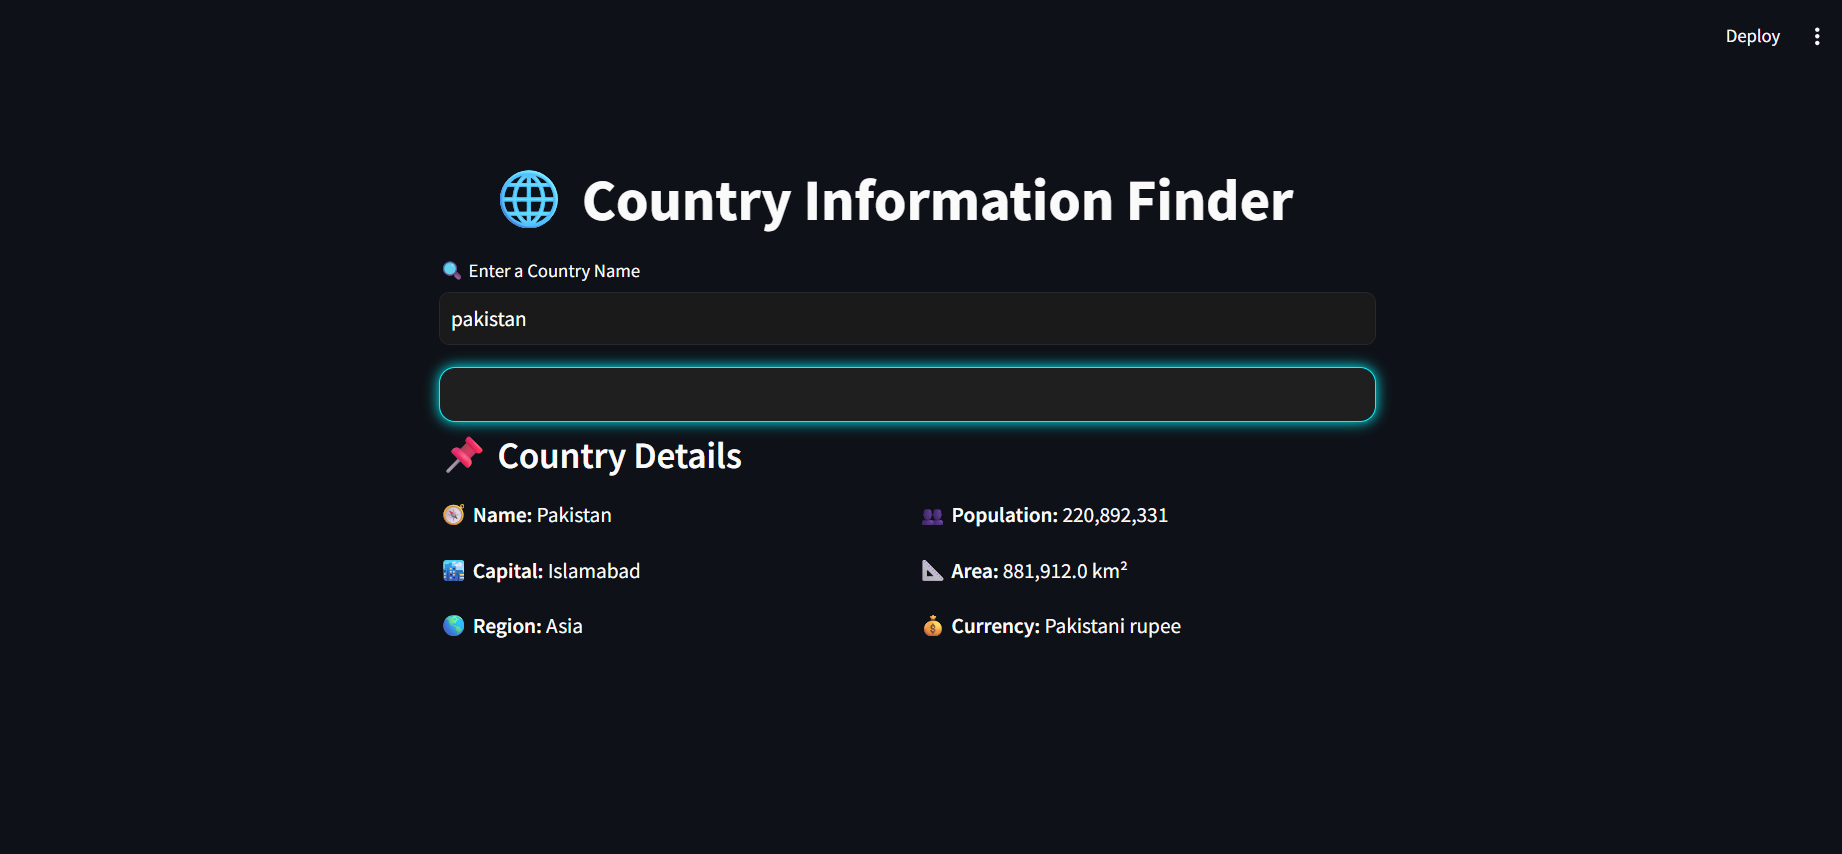 Deploy
Country Information Finder
Enter a Country Name
pakistan
Country Details
Name: Pakistan
Population: 220,892,331
Capital: Islamabad
Area: 881,912.0 km²
Region: Asia
Currency: Pakistani rupee